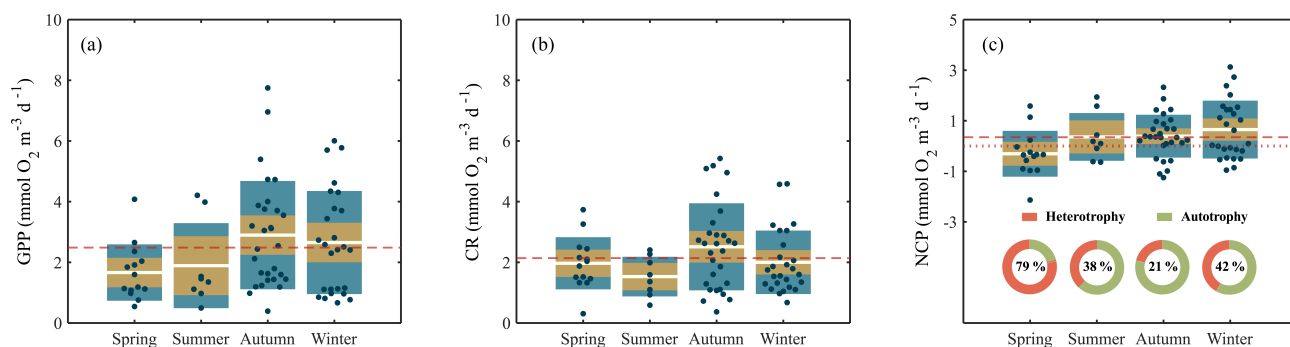 (a)
GPP (mmol O₂ m⁻³ d⁻¹)
10
8
6
4
2
0
Spring Summer Autumn Winter
(b)
CR (mmol O₂ m⁻³ d⁻¹)
10
8
6
4
2
0
Spring Summer Autumn Winter
(c)
NCP (mmol O₂ m⁻³ d⁻¹)
5
3
1
-1
-3
Heterotrophy Autotrophy
79 % 38 % 21 % 42 %
Spring Summer Autumn Winter